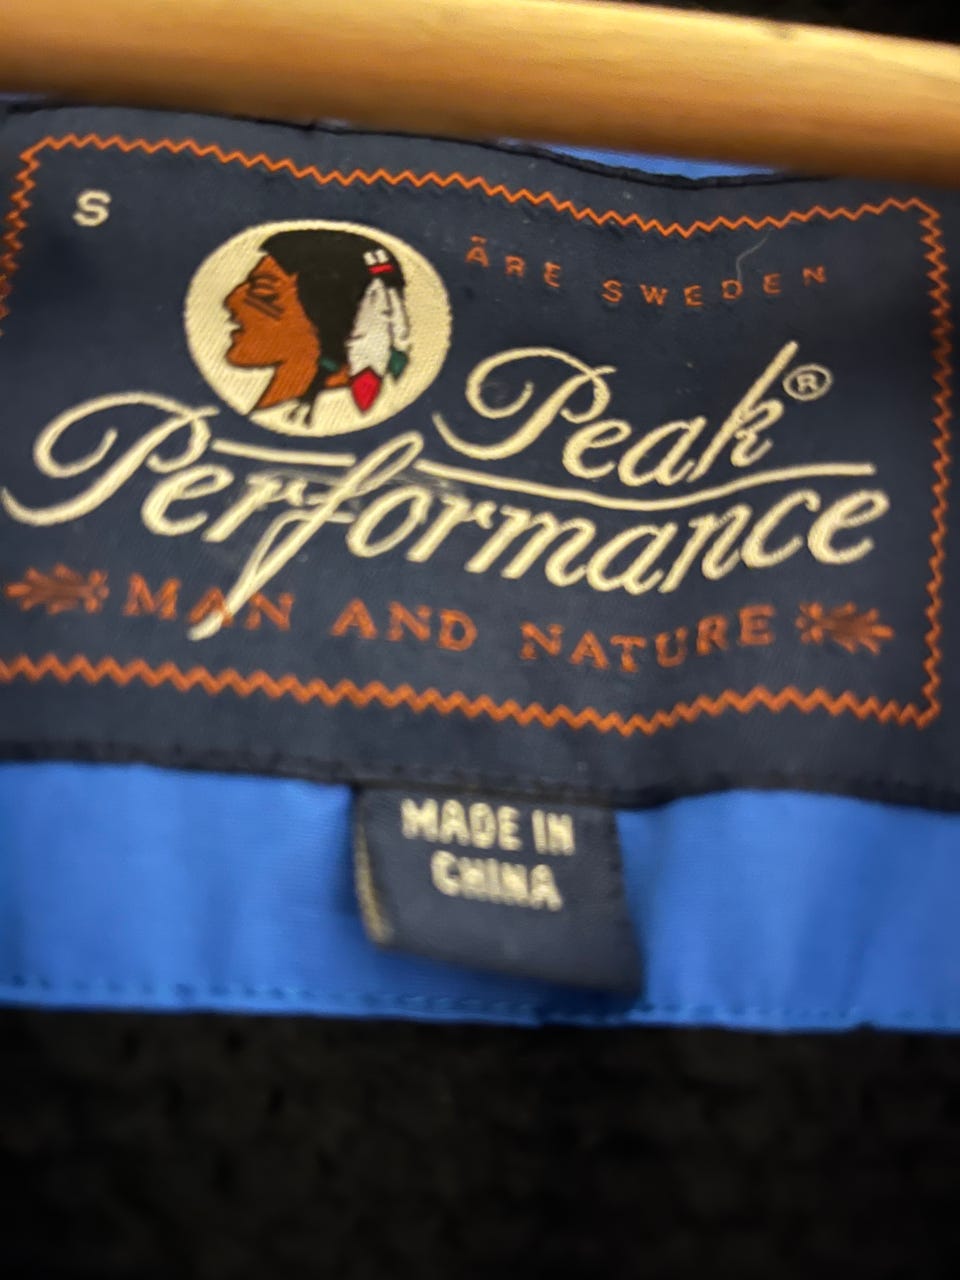 S
ÅRE SWEDEN
Peak®
Performance
MAN AND NATURE
MADE IN
CHINA